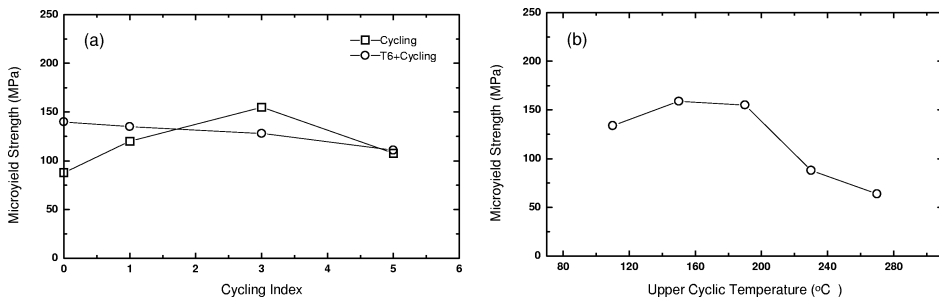 (a)
Cycling
T6+Cycling
250
200
150
100
50
0
Microyield Strength (MPa)
0 1 2 3 4 5 6
Cycling Index
(b)
250
200
150
100
50
0
Microyield Strength (MPa)
80 120 160 200 240 280
Upper Cyclic Temperature (°C )